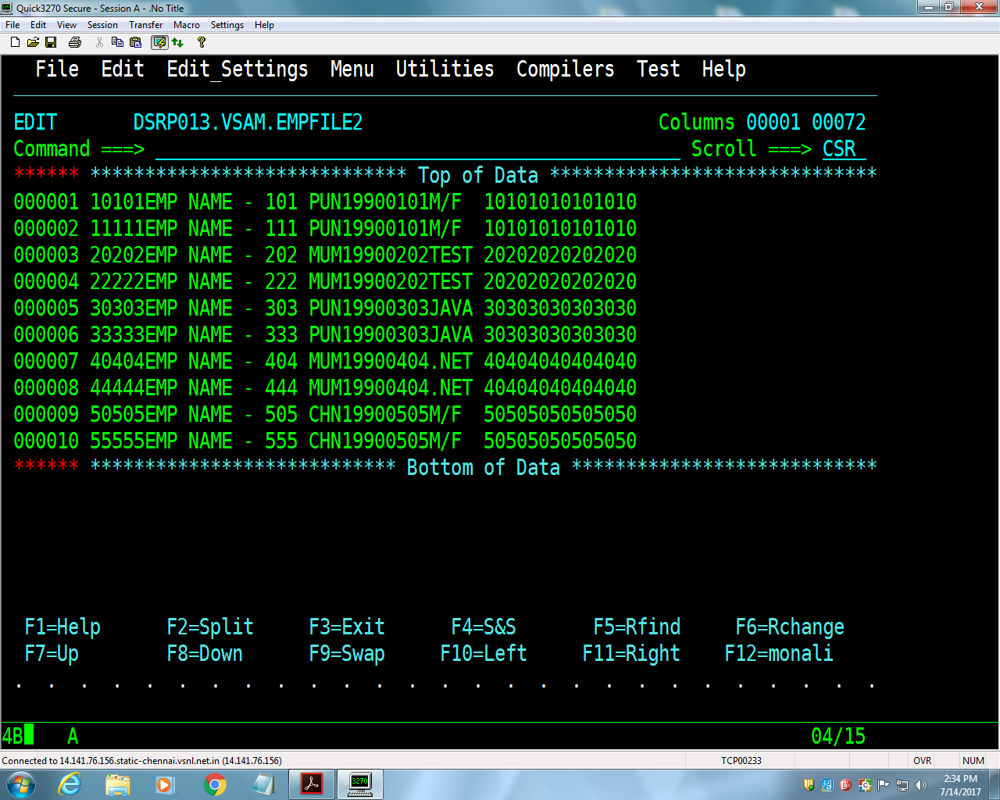 Quick3270 Secure - Session A - .No Title
File Edit View Session Transfer Macro Settings Help
File Edit Edit_Settings Menu Utilities Compilers Test Help
EDIT DSRP013.VSAM.EMPFILE2 Columns 00001 00072
Command ===> Scroll ===> CSR
****** ***************************** Top of Data ******************************
000001 10101EMP NAME - 101 PUN19900101M/F  10101010101010
000002 11111EMP NAME - 111 PUN19900101M/F  10101010101010
000003 20202EMP NAME - 202 MUM19900202TEST 20202020202020
000004 22222EMP NAME - 222 MUM19900202TEST 20202020202020
000005 30303EMP NAME - 303 PUN19900303JAVA 30303030303030
000006 33333EMP NAME - 333 PUN19900303JAVA 30303030303030
000007 40404EMP NAME - 404 MUM19900404.NET 40404040404040
000008 44444EMP NAME - 444 MUM19900404.NET 40404040404040
000009 50505EMP NAME - 505 CHN19900505M/F  50505050505050
000010 55555EMP NAME - 555 CHN19900505M/F  50505050505050
****** **************************** Bottom of Data ****************************
F1=Help F2=Split F3=Exit F4=S&S F5=Rfind F6=Rchange
F7=Up F8=Down F9=Swap F10=Left F11=Right F12=monali
. . . . . . . . . . . . . . . . . . . . . . . . . . .
4B A 04/15
Connected to 14.141.76.156.static-chennai.vsnl.net.in (14.141.76.156) TCP00233 OVR NUM
3270
2:34 PM
7/14/2017